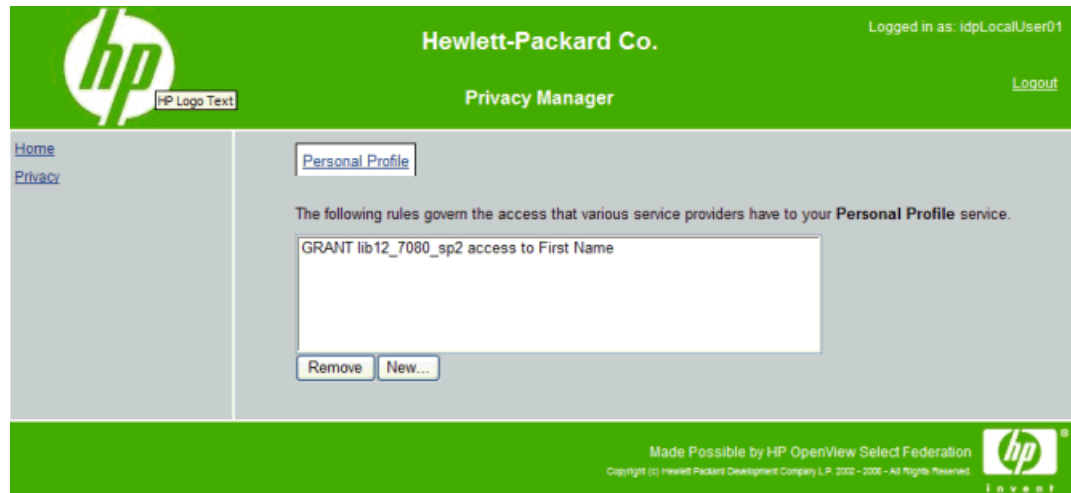 hp
HP Logo Text
Hewlett-Packard Co.
Privacy Manager
Logged in as: idpLocalUser01
Logout
Home
Privacy
Personal Profile
The following rules govern the access that various service providers have to your Personal Profile service.
GRANT lib12_7080_sp2 access to First Name
Remove
New...
Made Possible by HP OpenView Select Federation
Copyright (c) Hewlett Packard Development Company L.P. 2002 - 2006 - All Rights Reserved.
hp
®
invent